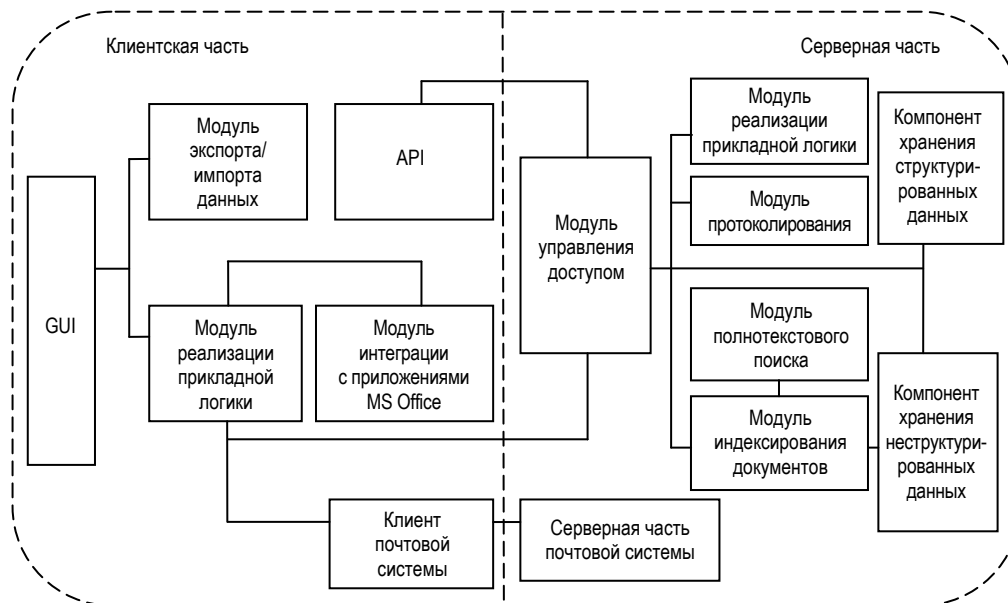 Клиентская часть
Серверная часть
Модуль
экспорта/
импорта
данных
API
Модуль
реализации
прикладной логики
Компонент
хранения
структури-
рованных
данных
Модуль
протоколирования
Модуль
управления
доступом
GUI
Модуль
реализации
прикладной
логики
Модуль
интеграции
с приложениями
MS Office
Модуль
полнотекстового
поиска
Модуль
индексирования
документов
Компонент
хранения
неструктури-
рованных
данных
Клиент
почтовой
системы
Серверная часть
почтовой системы